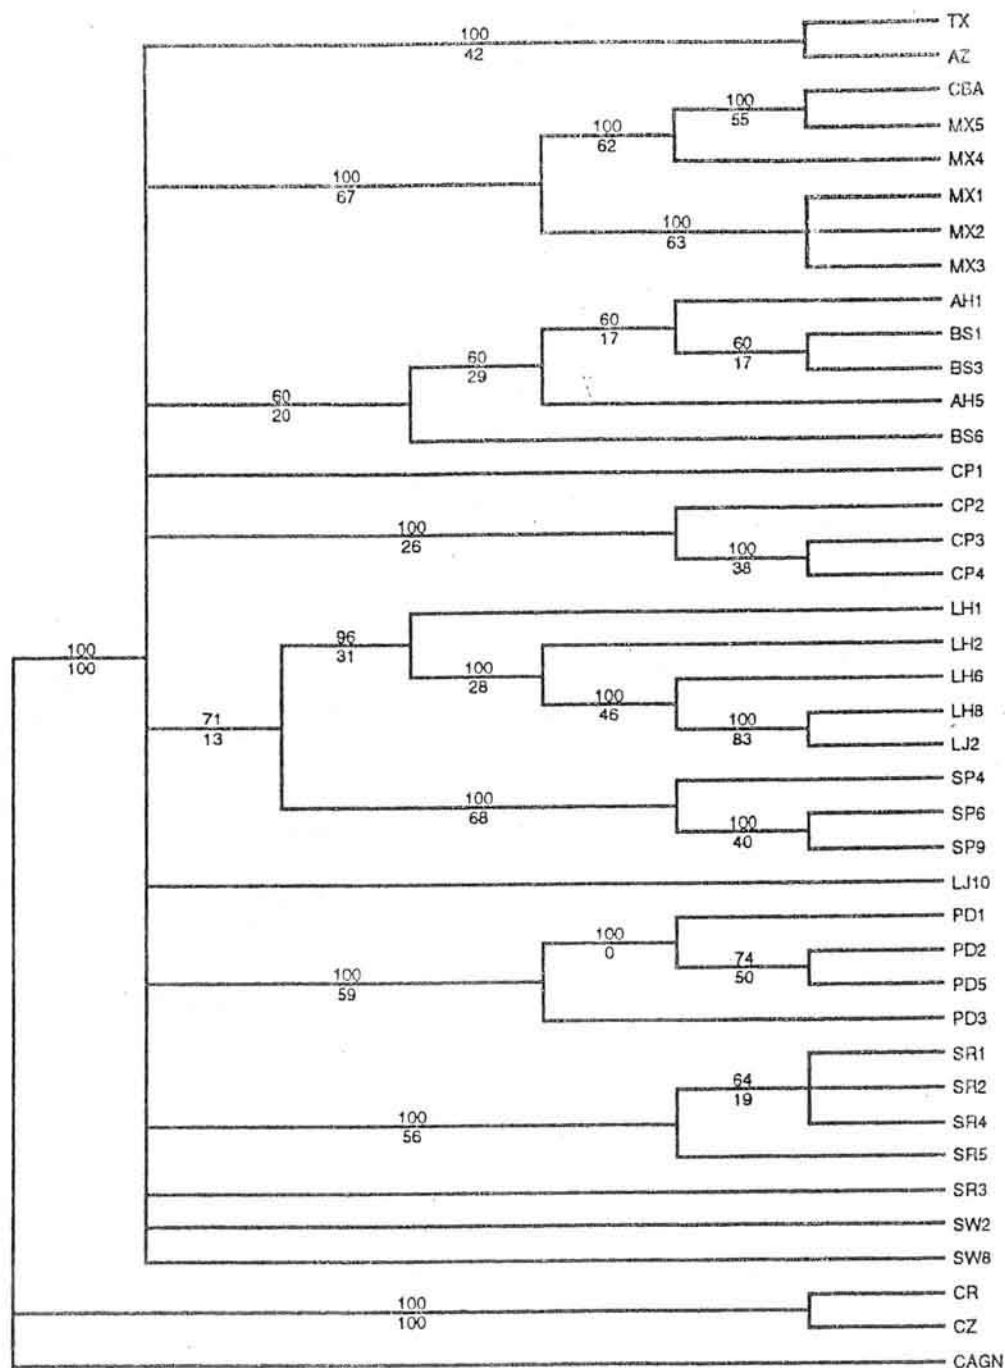 TX
100
42
AZ
CBA
100
55
MX5
100
62
MX4
100
67
MX1
100
63
MX2
MX3
AH1
60
17
BS1
60
17
BS3
60
29
AH5
60
20
BS6
CP1
CP2
100
26
CP3
100
38
CP4
LH1
96
31
LH2
100
28
LH6
100
46
LH8
100
83
LJ2
100
100
71
13
SP4
100
68
SP6
100
40
SP9
LJ10
PD1
100
0
PD2
74
50
PD5
100
59
PD3
SR1
64
19
SR2
SR4
100
56
SR5
SR3
SW2
SW8
CR
100
100
CZ
CAGN